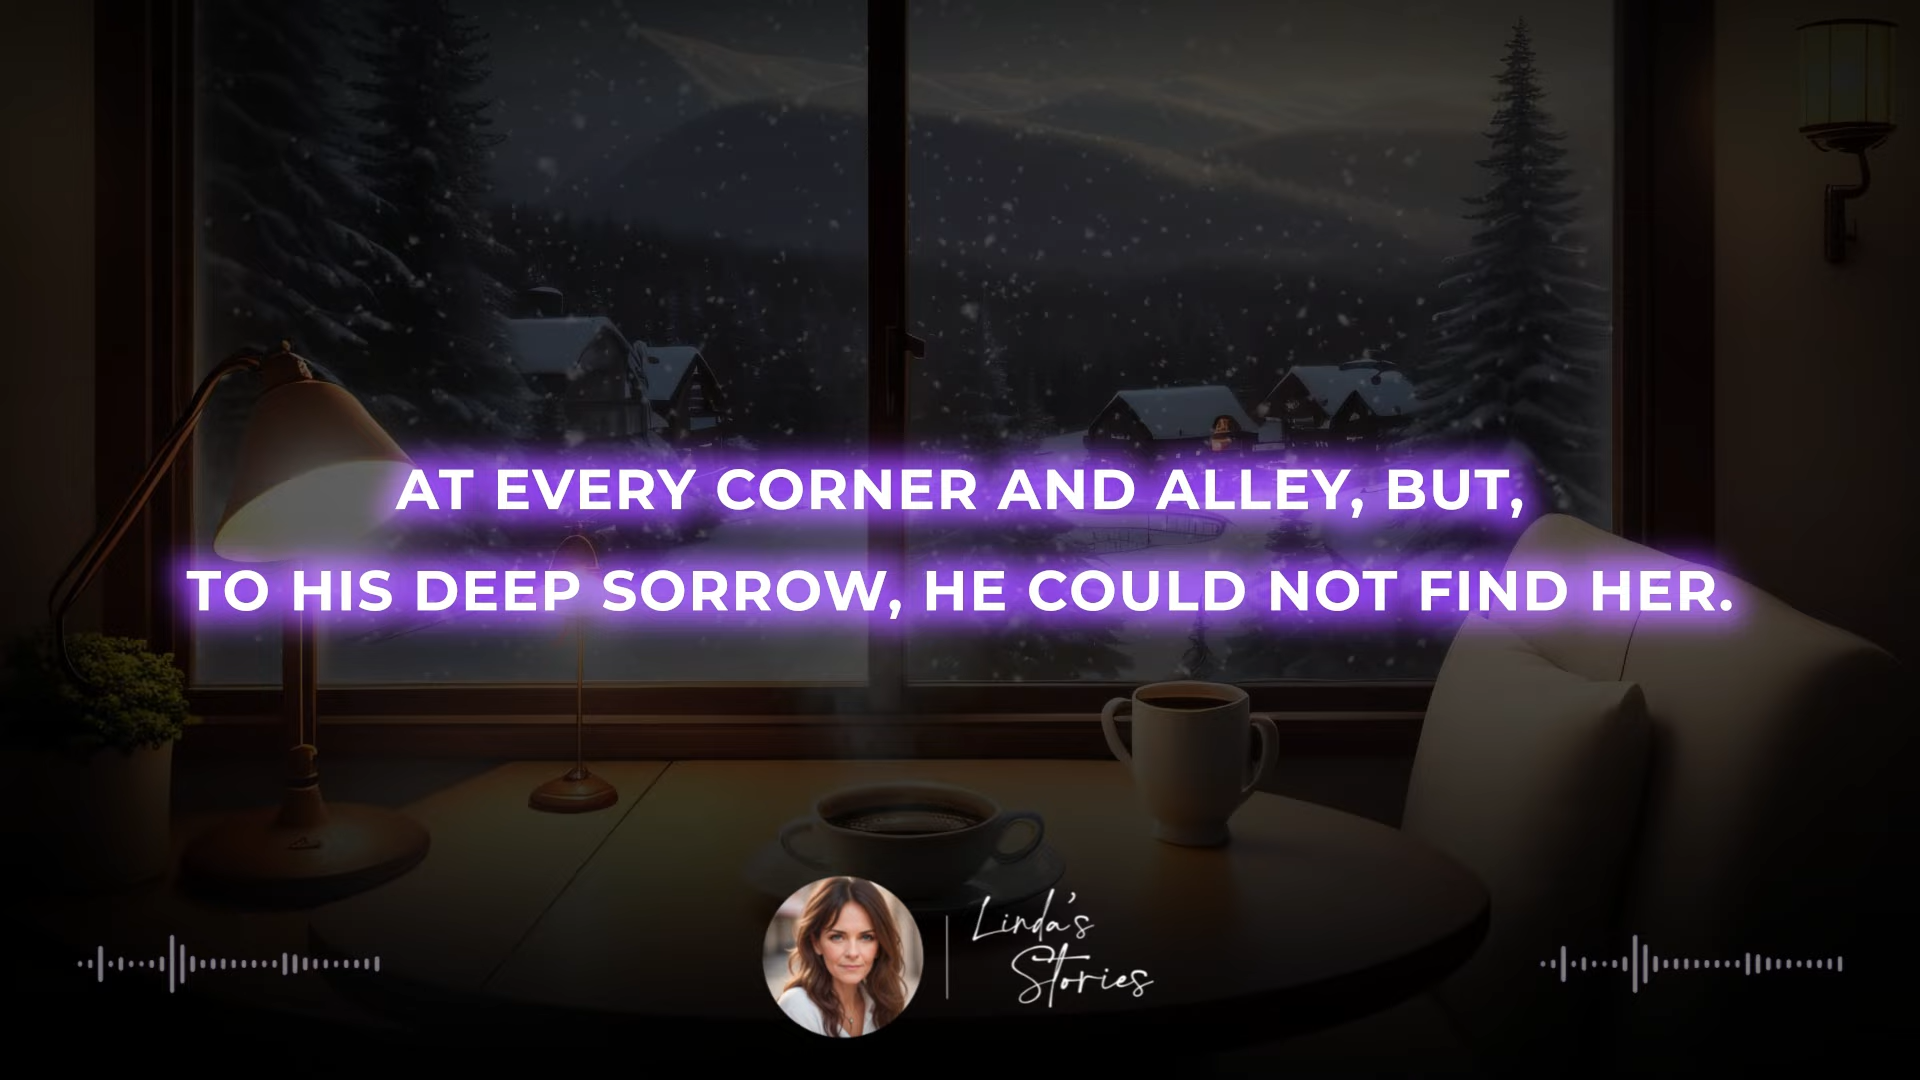 AT EVERY CORNER AND ALLEY, BUT,
TO HIS DEEP SORROW, HE COULD NOT FIND HER.
Linda's
Stories